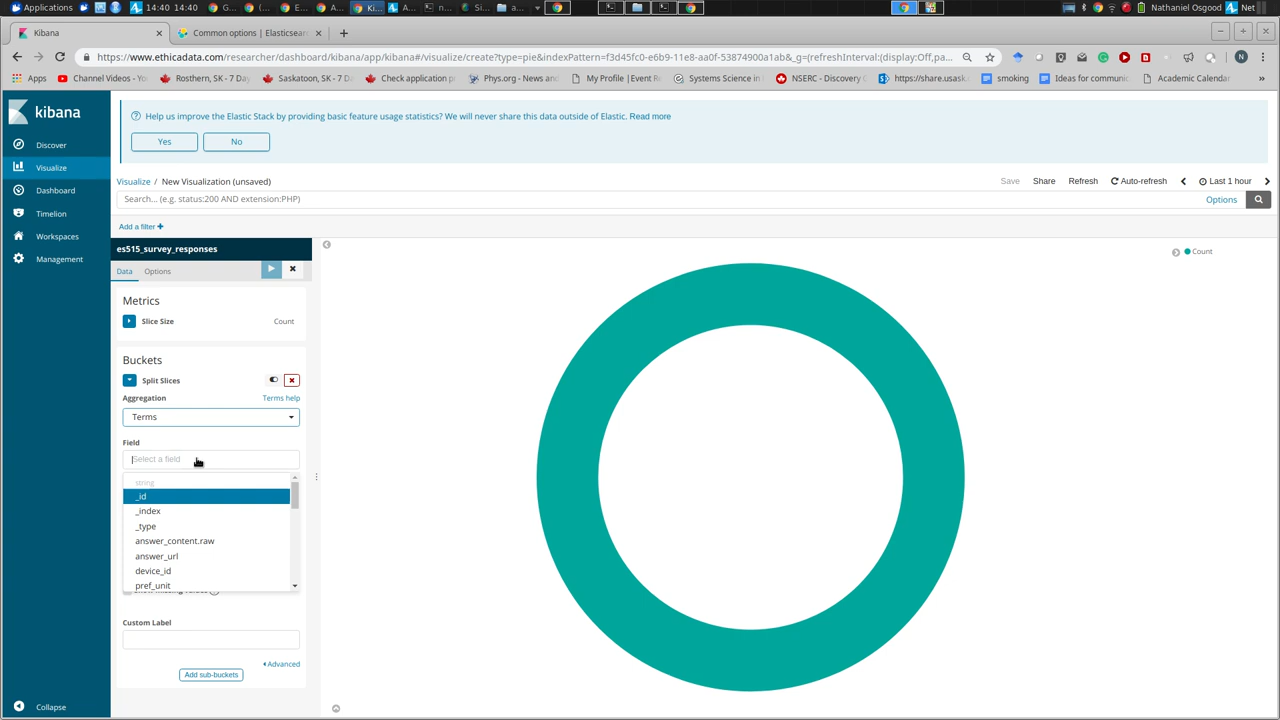 Applications
14:40 14:40
Ki...
Nathaniel Osgood
Net
Kibana
Common options | Elasticsear
https://www.ethicadata.com/researcher/dashboard/kibana/app/kibana#/visualize/create?type=pie&indexPattern=f3d45fc0-e6b9-11e8-aa0f-53874900a1ab&_g=(refreshInterval:(display:Off,pa...
Apps
Channel Videos - Yo
Rosthern, SK - 7 Day
Saskatoon, SK - 7 D
Check application p
Phys.org - News an
My Profile |Event R
Systems Science in
NSERC - Discovery
https://share.usask.
smoking
Ideas for communic
Academic Calendar
»
kibana
Discover
Visualize
Dashboard
Timelion
Workspaces
Management
Collapse
Help us improve the Elastic Stack by providing basic feature usage statistics? We will never share this data outside of Elastic. Read more
Yes
No
Visualize / New Visualization (unsaved)
Save
Share
Refresh
Auto-refresh
Last 1 hour
Search... (e.g. status:200 AND extension:PHP)
Options
Add a filter +
es515_survey_responses
Data
Options
Metrics
Slice Size
Count
Buckets
Split Slices
Aggregation
Terms help
Terms
Field
Select a field
string
_id
_index
_type
answer_content.raw
answer_url
device_id
pref_unit
Custom Label
Advanced
Add sub-buckets
Count